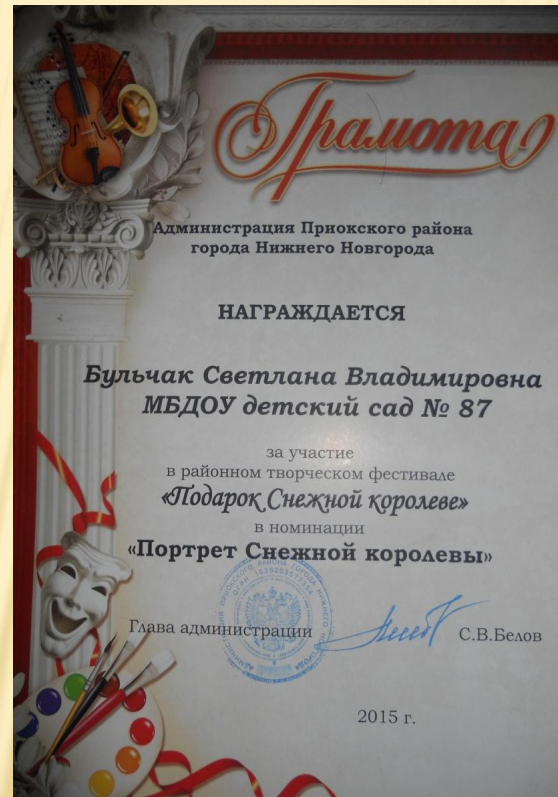 Грамота
Администрация Приокского района
города Нижнего Новгорода
НАГРАЖДАЕТСЯ
Бульчак Светлана Владимировна
МБДОУ детский сад № 87
за участие
в районном творческом фестивале
«Подарок Снежной королеве»
в номинации
«Портрет Снежной королевы»
Глава администрации С.В.Белов
2015 г.